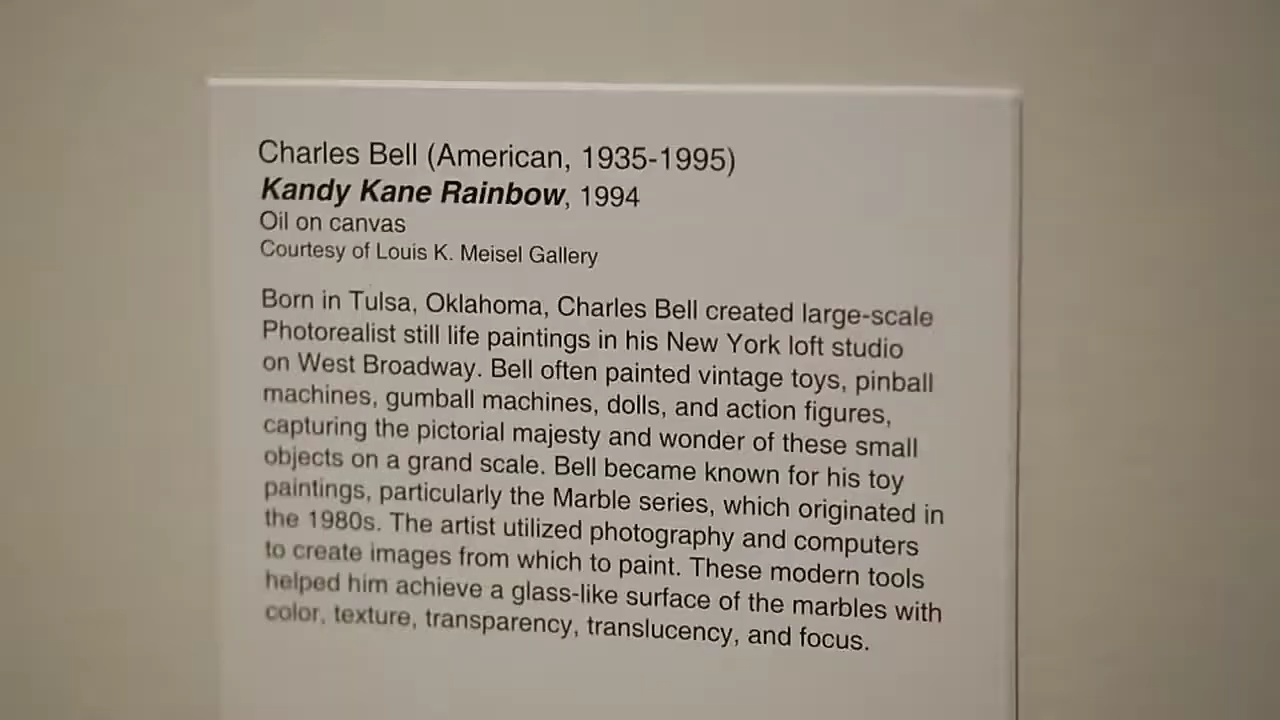 Charles Bell (American, 1935-1995)
Kandy Kane Rainbow, 1994
Oil on canvas
Courtesy of Louis K. Meisel Gallery
Born in Tulsa, Oklahoma, Charles Bell created large-scale
Photorealist still life paintings in his New York loft studio
on West Broadway. Bell often painted vintage toys, pinball
machines, gumball machines, dolls, and action figures,
capturing the pictorial majesty and wonder of these small
objects on a grand scale. Bell became known for his toy
paintings, particularly the Marble series, which originated in
the 1980s. The artist utilized photography and computers
to create images from which to paint. These modern tools
helped him achieve a glass-like surface of the marbles with
color, texture, transparency, translucency, and focus.